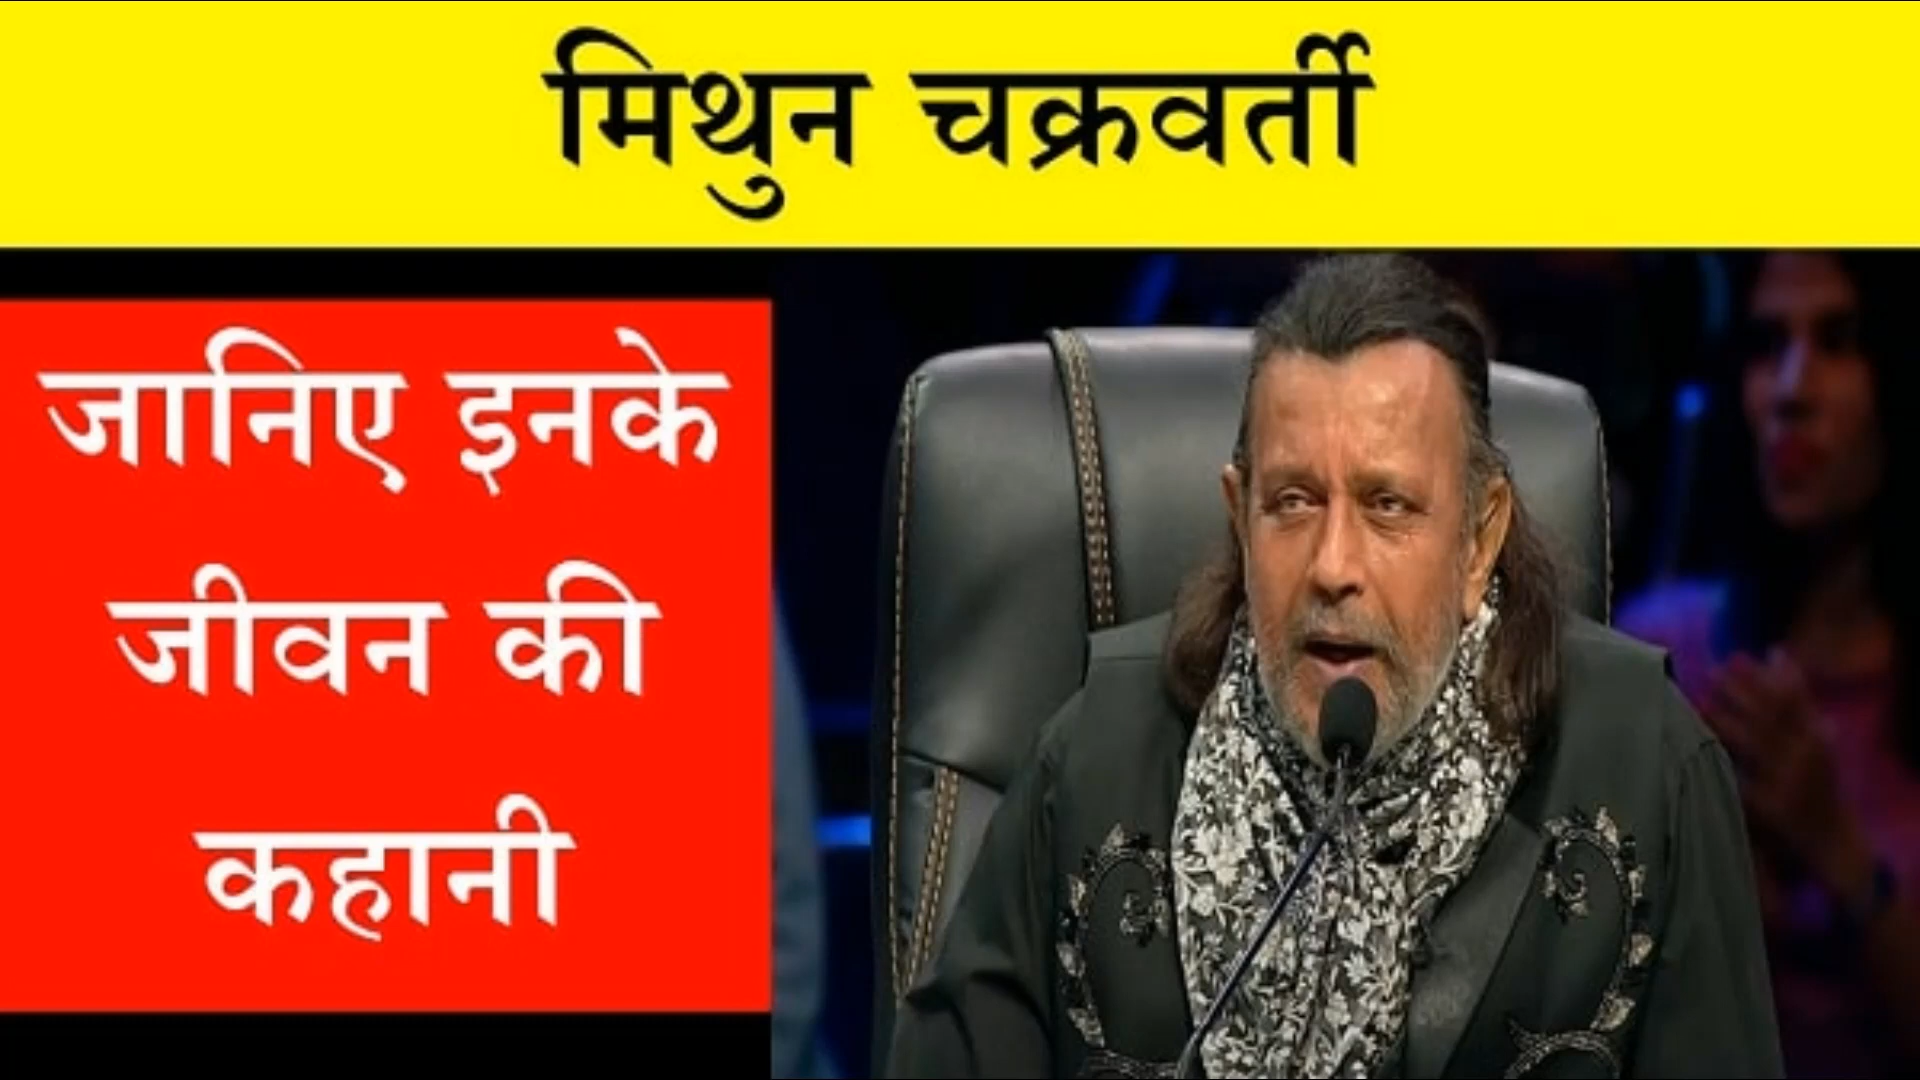 मिथुन चक्रवर्ती
जानिए इनके
जीवन की
कहानी